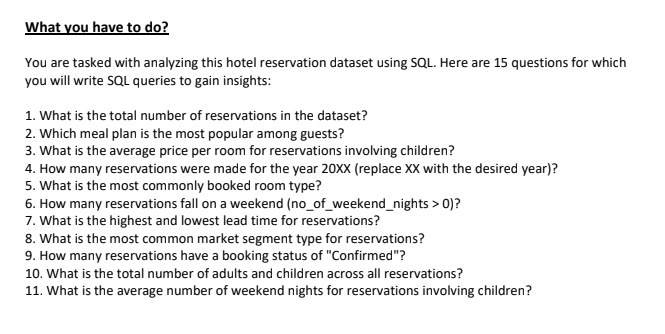 What you have to do?
You are tasked with analyzing this hotel reservation dataset using SQL. Here are 15 questions for which
you will write SQL queries to gain insights:
1. What is the total number of reservations in the dataset?
2. Which meal plan is the most popular among guests?
3. What is the average price per room for reservations involving children?
4. How many reservations were made for the year 20XX (replace XX with the desired year)?
5. What is the most commonly booked room type?
6. How many reservations fall on a weekend (no_of_weekend_nights > 0)?
7. What is the highest and lowest lead time for reservations?
8. What is the most common market segment type for reservations?
9. How many reservations have a booking status of "Confirmed"?
10. What is the total number of adults and children across all reservations?
11. What is the average number of weekend nights for reservations involving children?